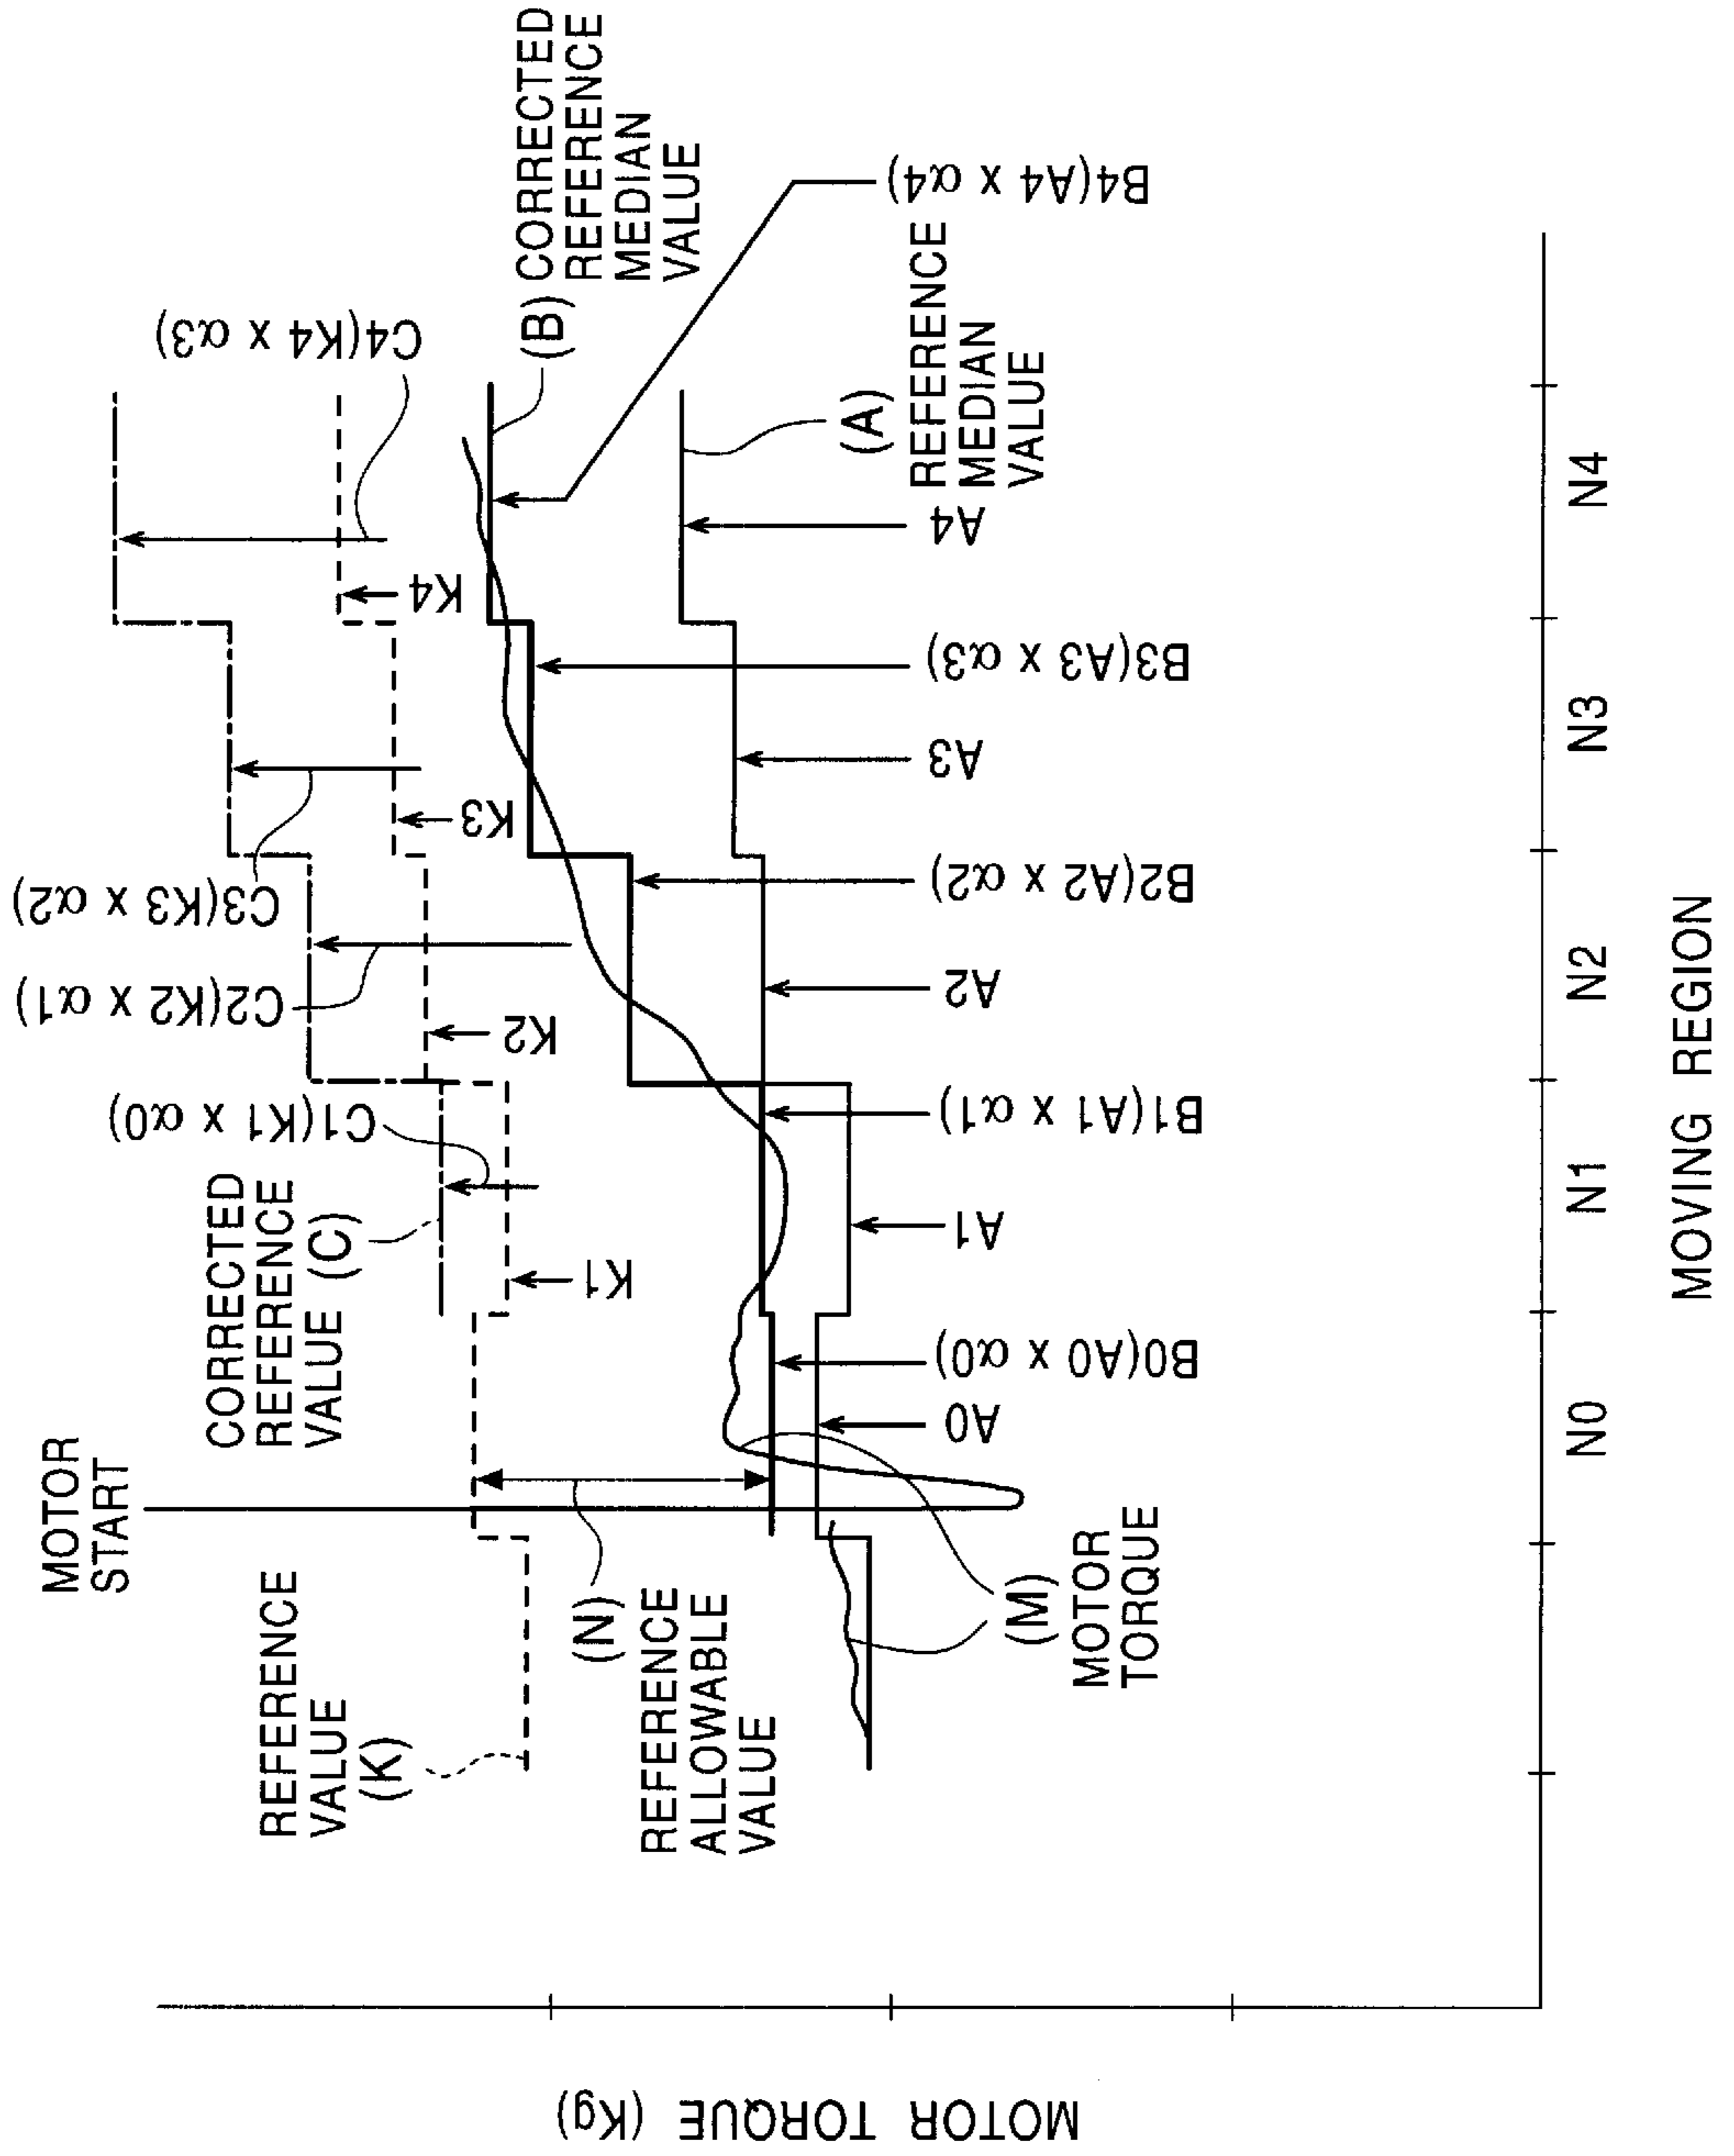 MOTOR
START
REFERENCE
VALUE
(K)
CORRECTED
REFERENCE
VALUE (C)
C1(K1 x α0)
C2(K2 x α1)
C3(K3 x α2)
C4(K4 x α3)
K1
K2
K3
K4
(N)
REFERENCE
ALLOWABLE
VALUE
(M)
MOTOR
TORQUE
(B) CORRECTED
REFERENCE
MEDIAN
VALUE
(A)
REFERENCE
MEDIAN
VALUE
A0
B0(A0 x α0)
A1
B1(A1 x α1)
A2
B2(A2 x α2)
A3
B3(A3 x α3)
A4
B4(A4 x α4)
N0
N1
N2
N3
N4
MOVING REGION
MOTOR TORQUE (Kg)